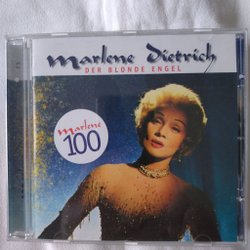 marlene Dietrich
DER BLONDE ENGEL
marlene
100